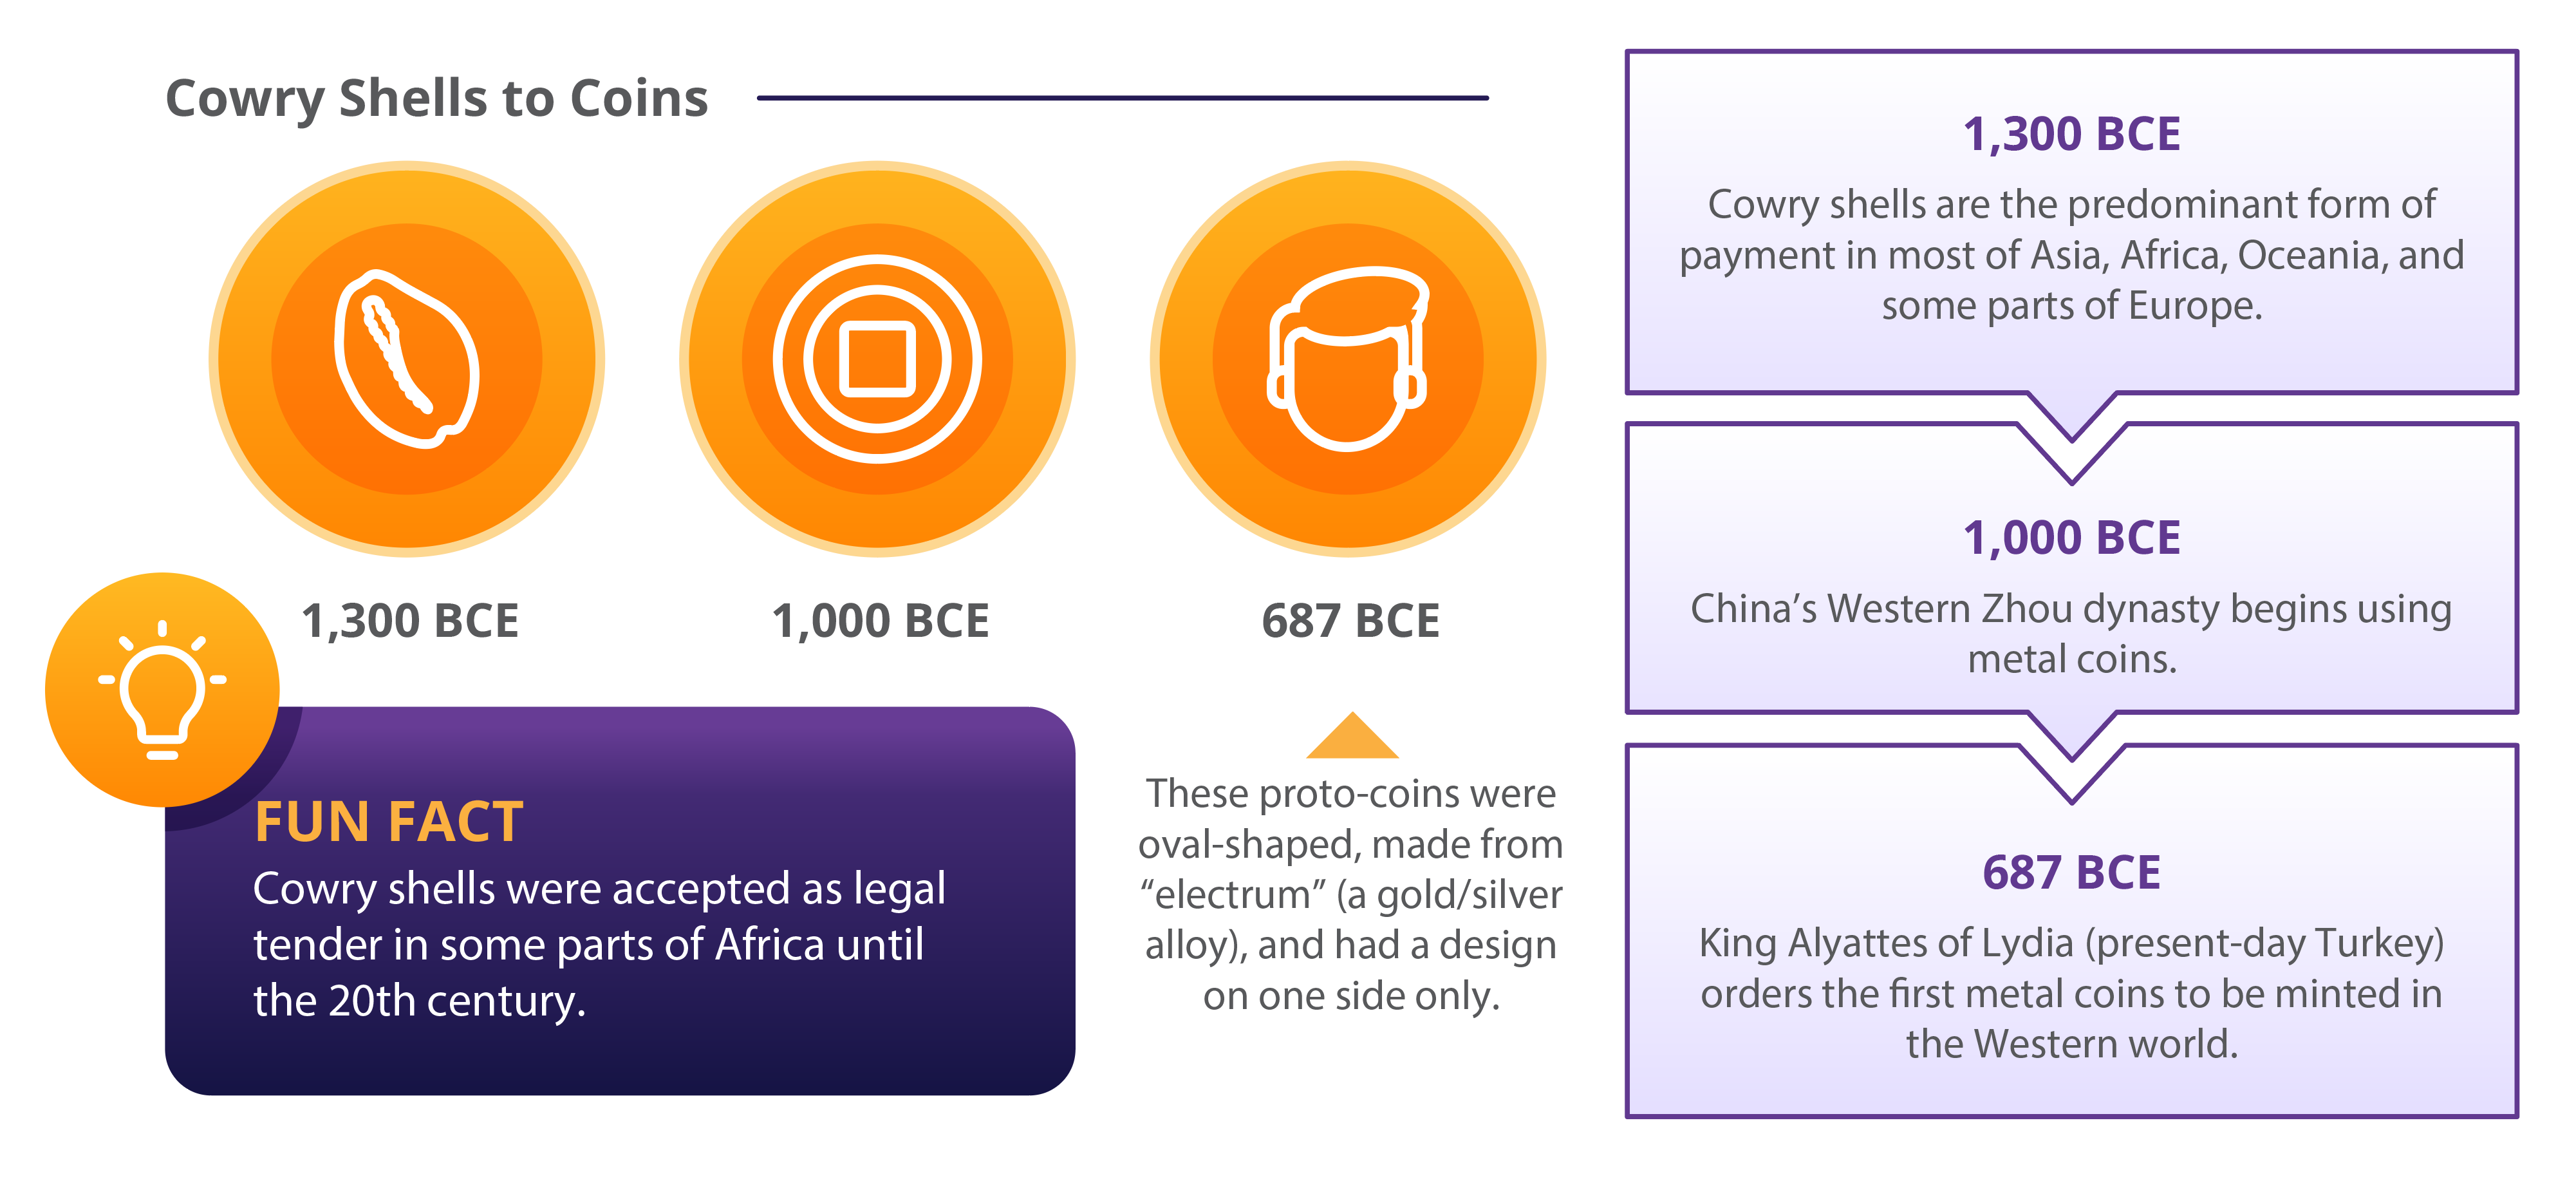 Cowry Shells to Coins
1,300 BCE
1,000 BCE
687 BCE
FUN FACT
Cowry shells were accepted as legal
tender in some parts of Africa until
the 20th century.
These proto-coins were
oval-shaped, made from
“electrum” (a gold/silver
alloy), and had a design
on one side only.
1,300 BCE
Cowry shells are the predominant form of
payment in most of Asia, Africa, Oceania, and
some parts of Europe.
1,000 BCE
China’s Western Zhou dynasty begins using
metal coins.
687 BCE
King Alyattes of Lydia (present-day Turkey)
orders the first metal coins to be minted in
the Western world.